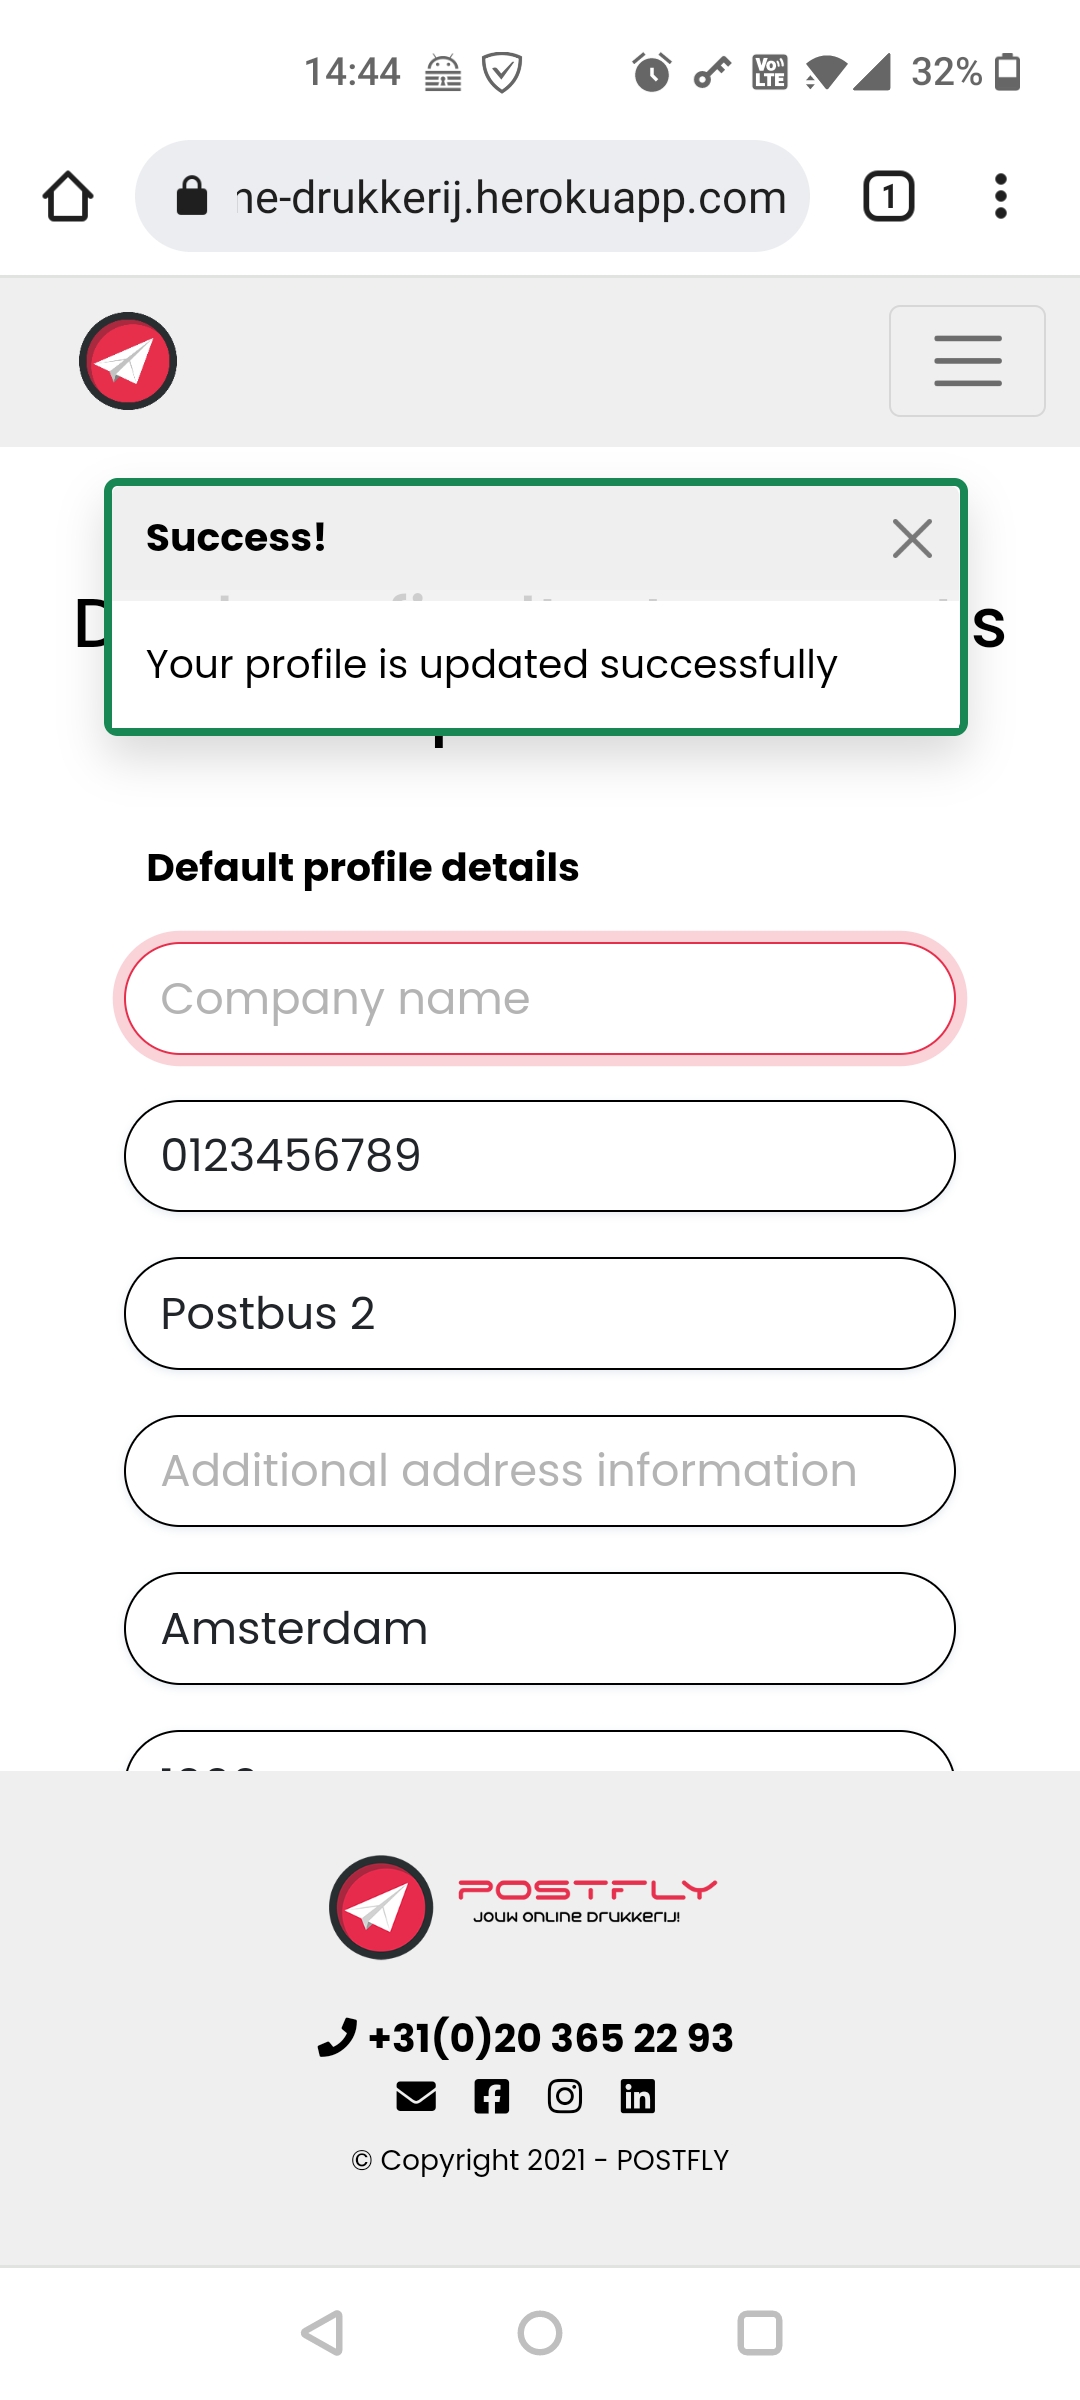 14:44
VoLTE
32%
ne-drukkerij.herokuapp.com
1
Success!
Your profile is updated successfully
Default profile details
Company name
0123456789
Postbus 2
Additional address information
Amsterdam
POSTFLY
JOUW ONLINE DRUKKERIJ!
+31(0)20 365 22 93
© Copyright 2021 - POSTFLY